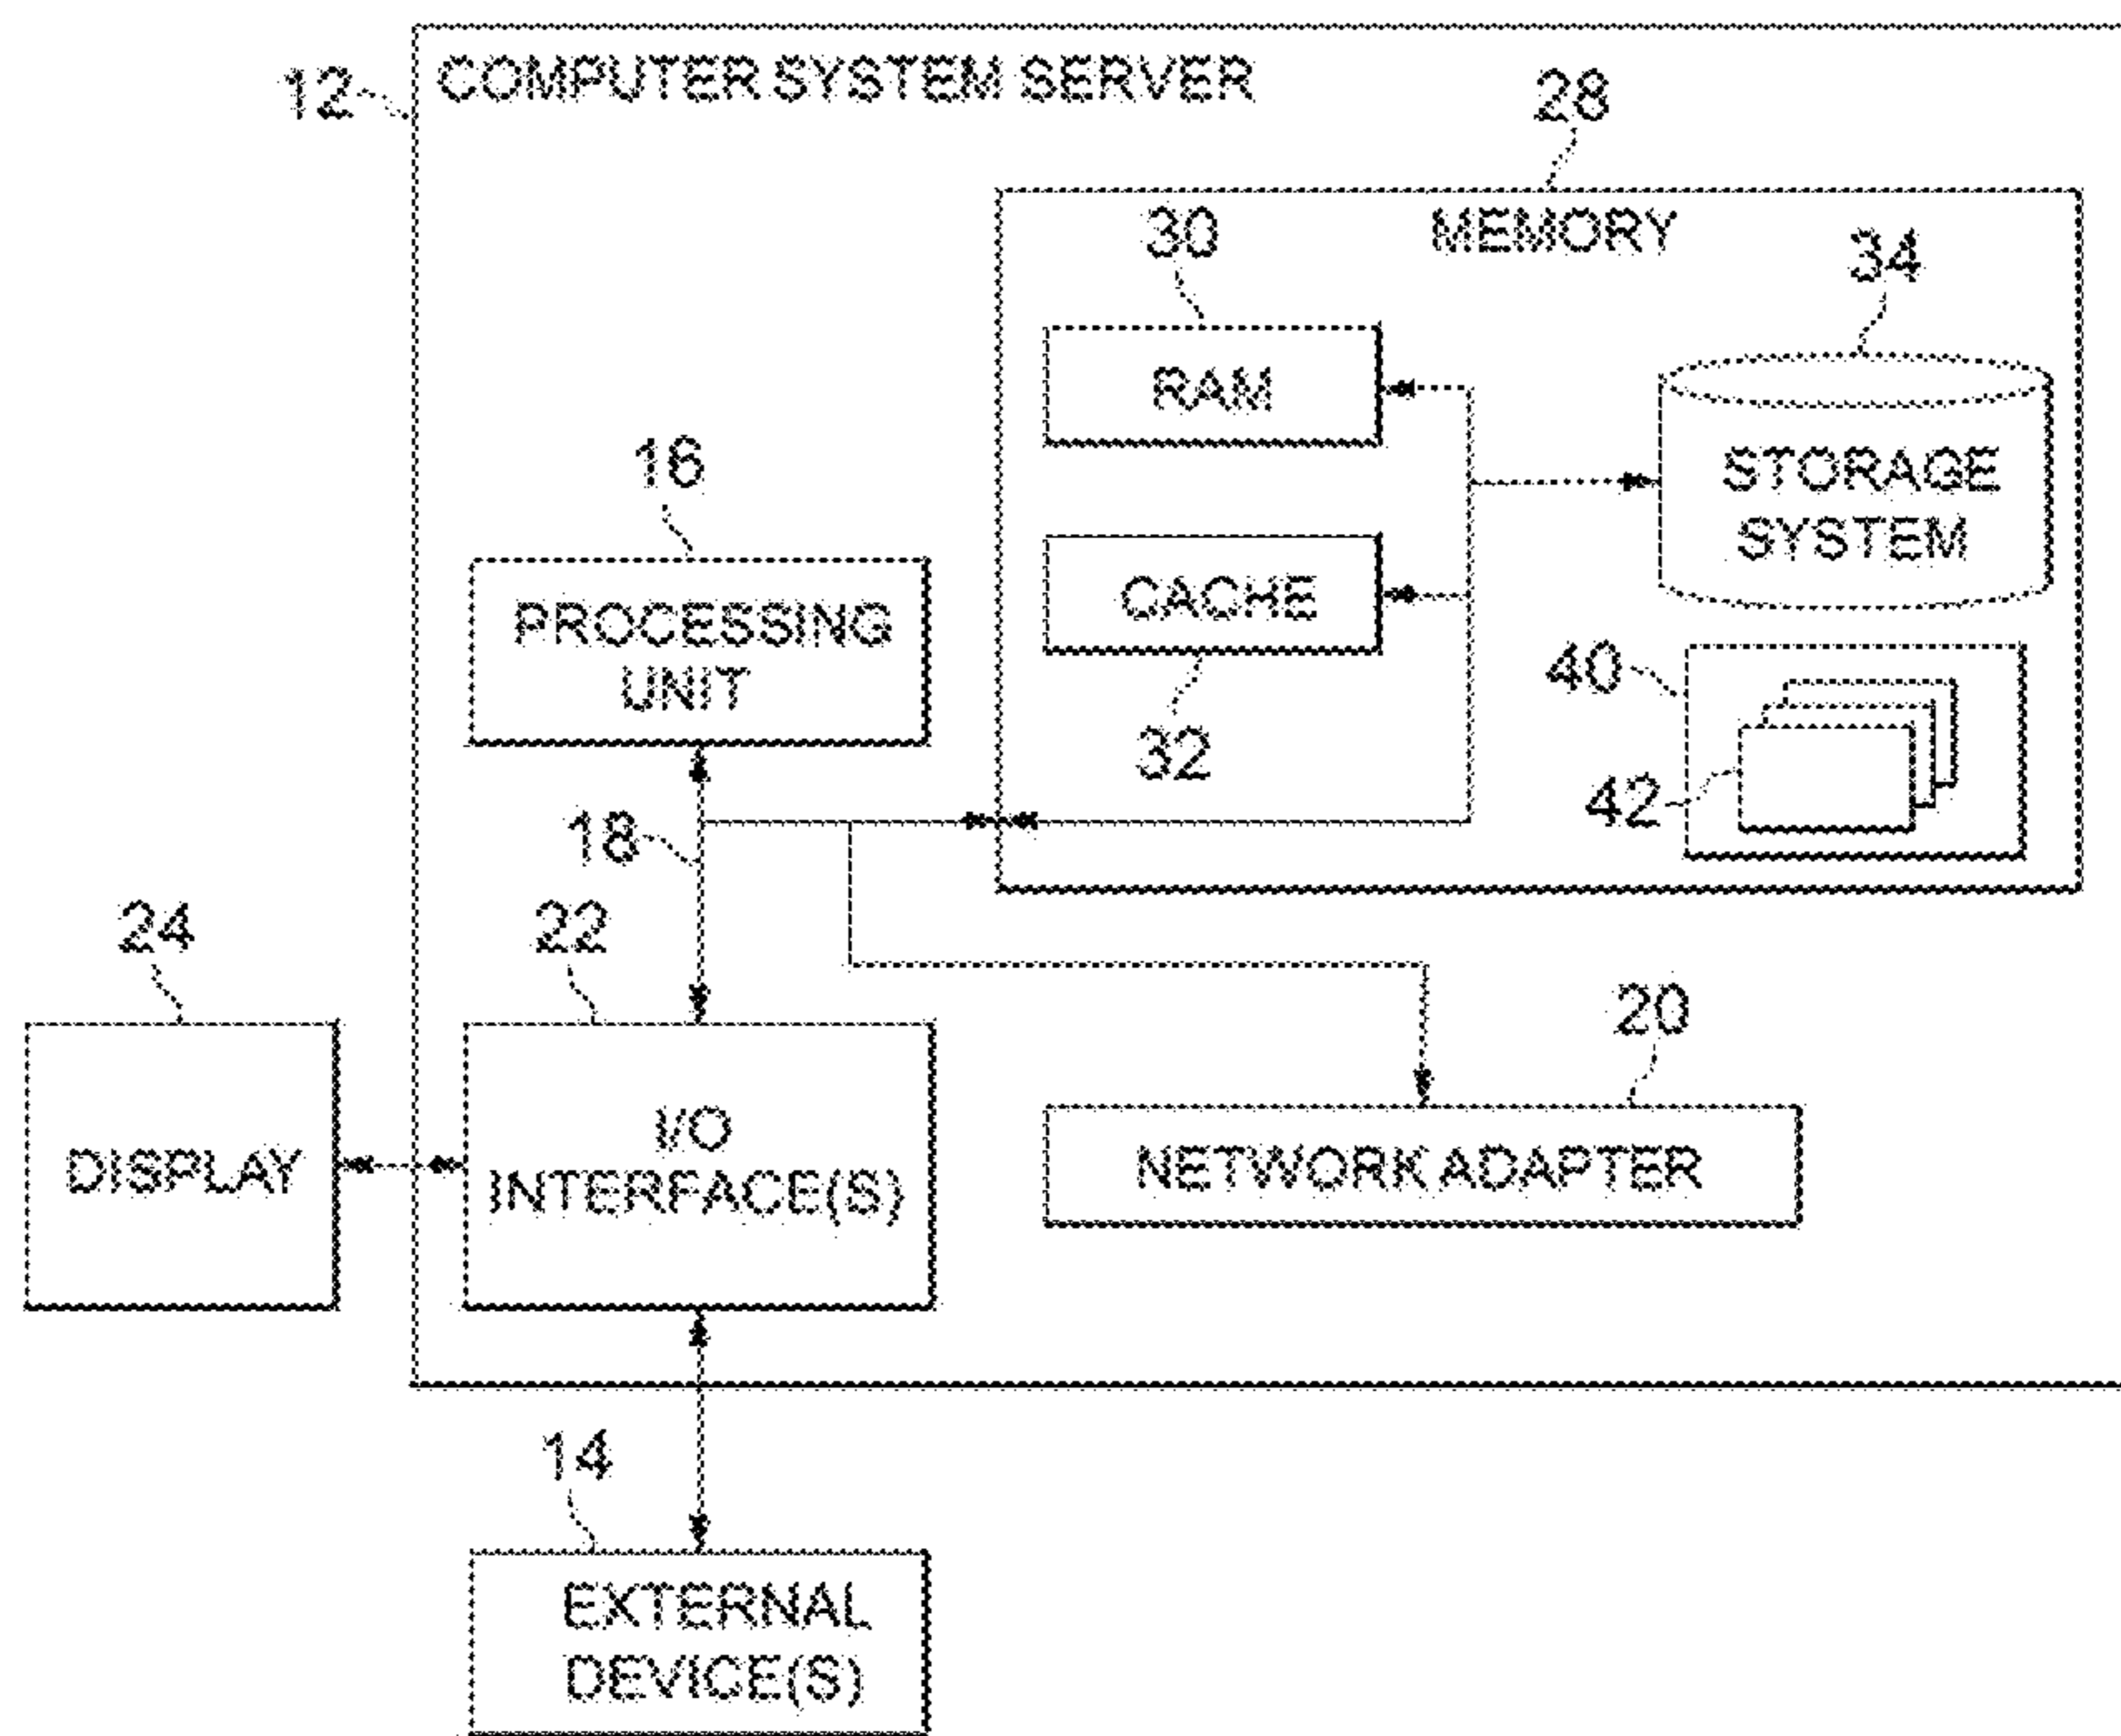 12
COMPUTER SYSTEM SERVER
28
MEMORY
30
34
RAM
STORAGE
SYSTEM
16
CACHE
PROCESSING
UNIT
32
40
42
18
24
22
20
DISPLAY
I/O
INTERFACE(S)
NETWORK ADAPTER
14
EXTERNAL
DEVICE(S)